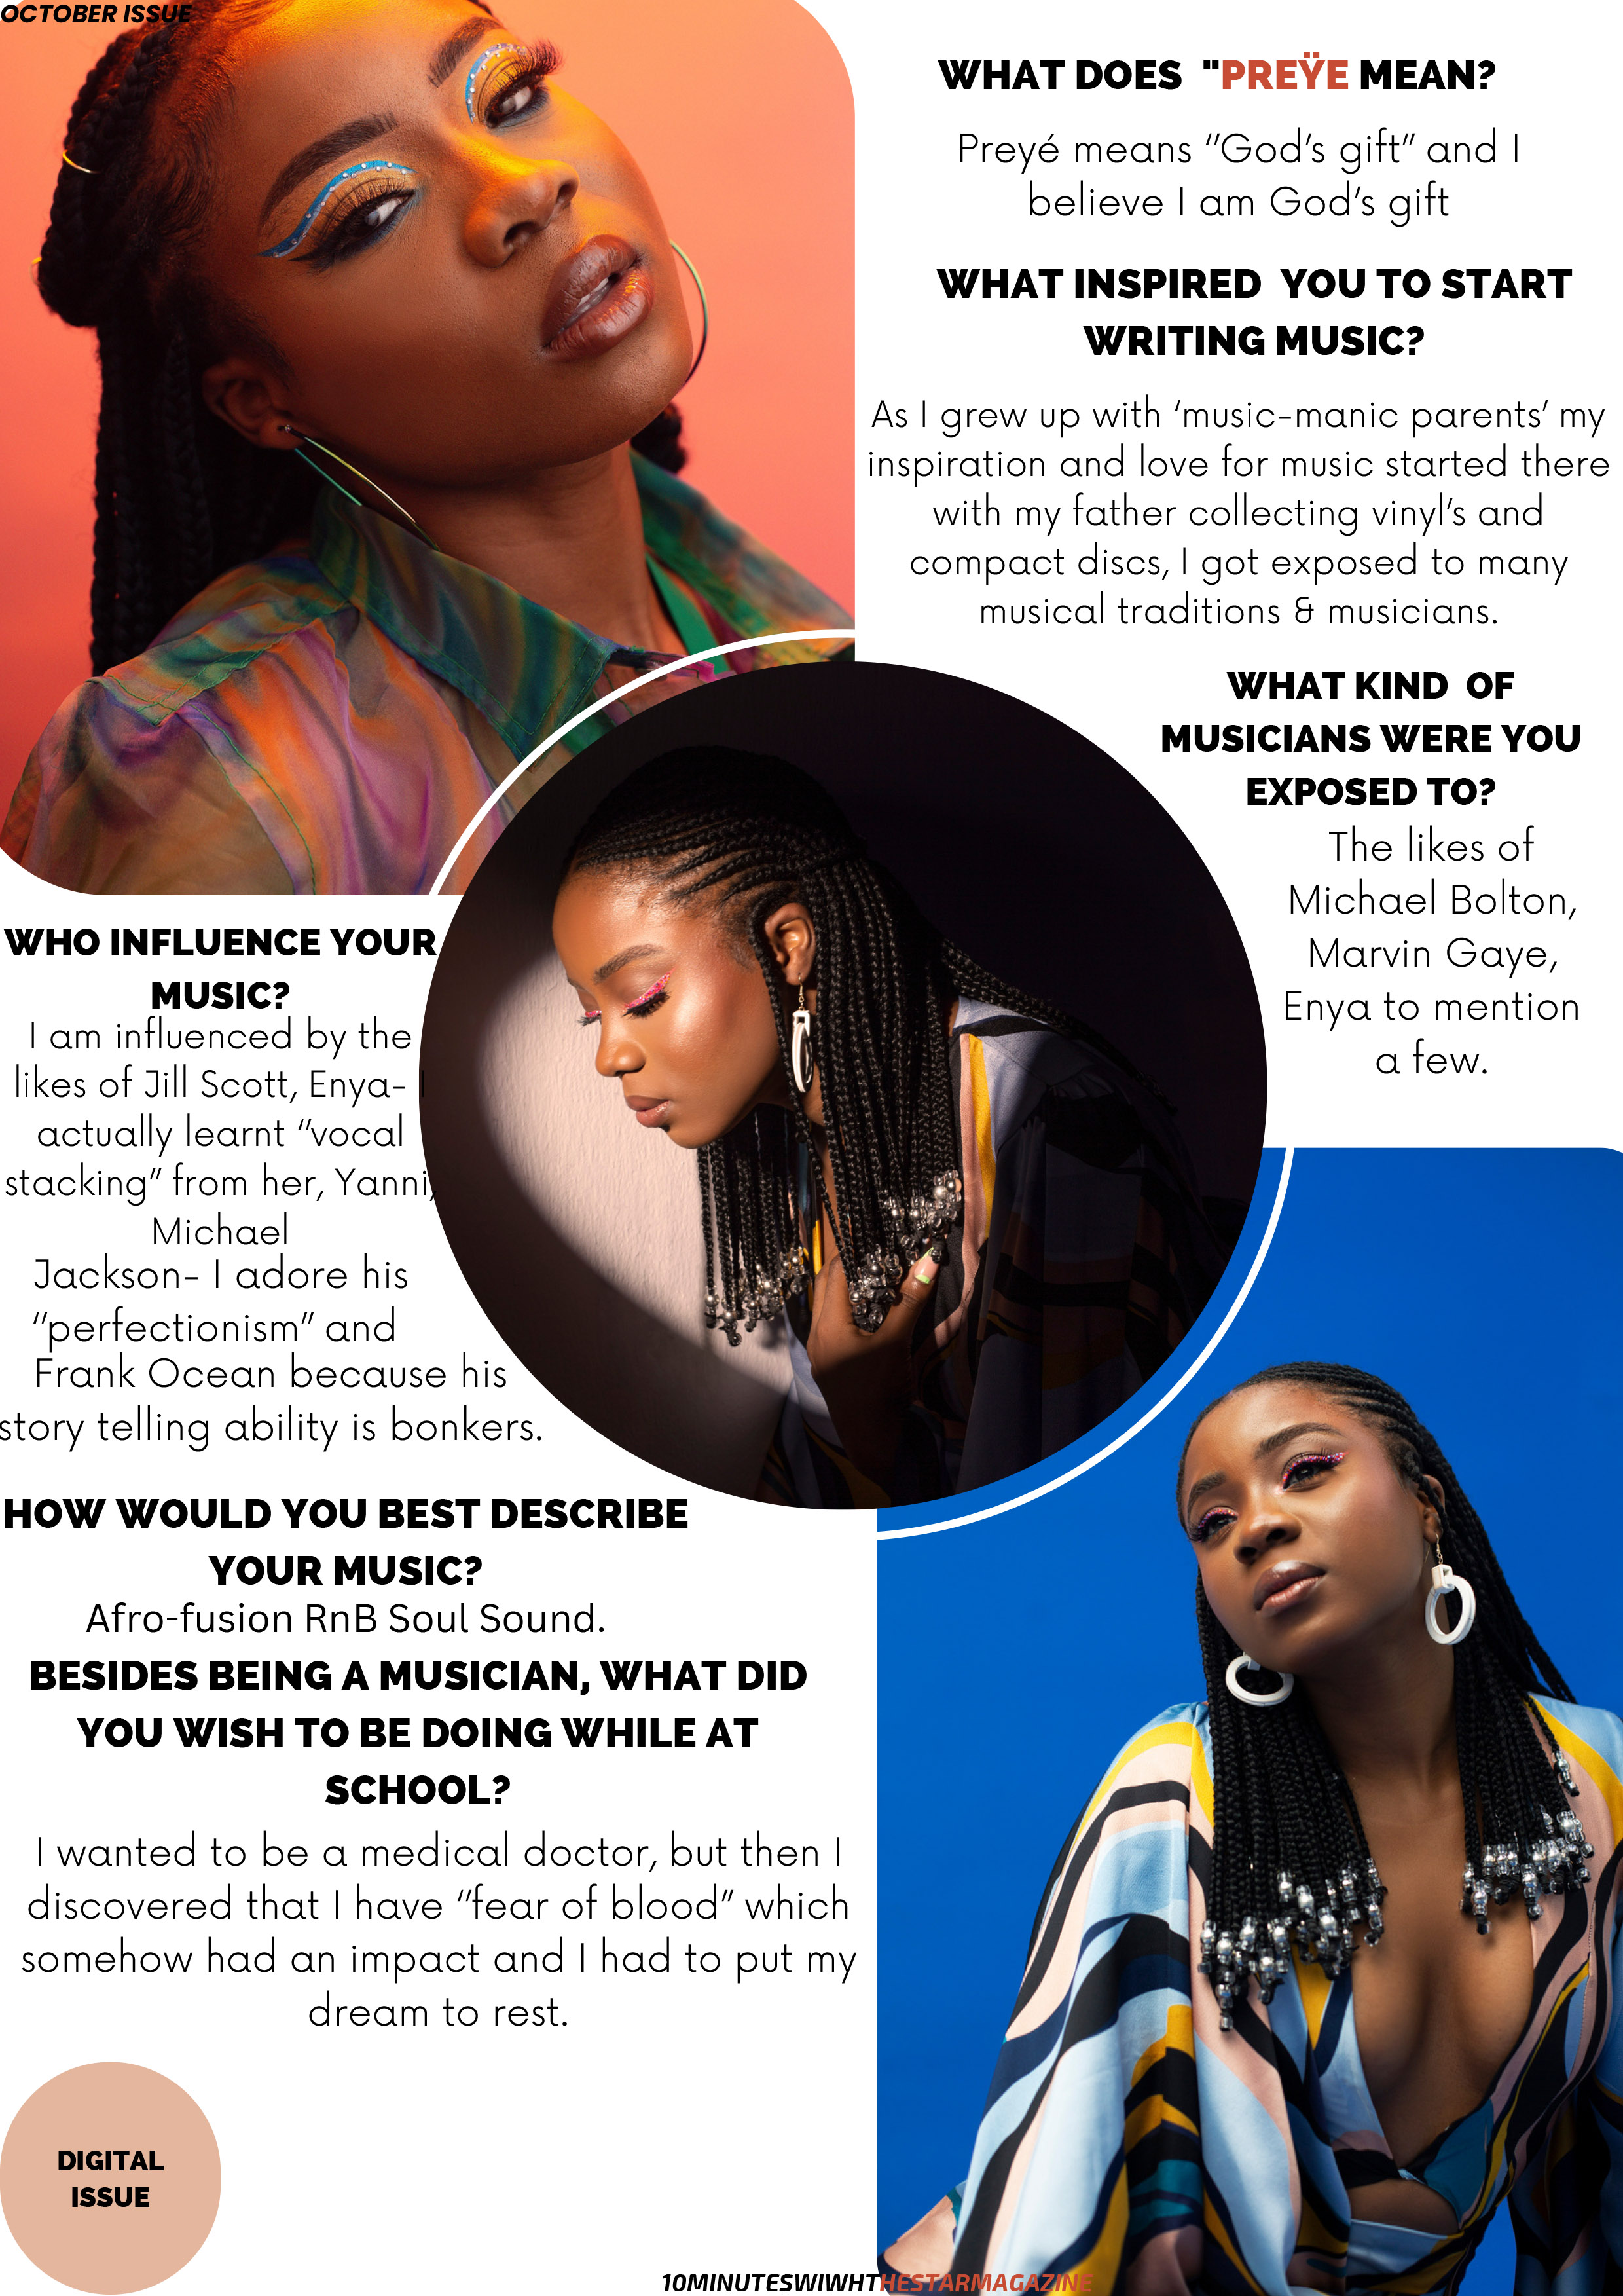 OCTOBER ISSUE
WHAT DOES "PREŸE MEAN?
Preyé means “God’s gift” and I
believe I am God’s gift
WHAT INSPIRED YOU TO START
WRITING MUSIC?
As I grew up with ‘music-manic parents’ my
inspiration and love for music started there
with my father collecting vinyl’s and
compact discs, I got exposed to many
musical traditions & musicians.
WHAT KIND OF
MUSICIANS WERE YOU
EXPOSED TO?
The likes of
Michael Bolton,
Marvin Gaye,
Enya to mention
a few.
WHO INFLUENCE YOUR
MUSIC?
I am influenced by the
likes of Jill Scott, Enya- I
actually learnt “vocal
stacking” from her, Yanni,
Michael
Jackson- I adore his
“perfectionism” and
Frank Ocean because his
story telling ability is bonkers.
HOW WOULD YOU BEST DESCRIBE
YOUR MUSIC?
Afro-fusion RnB Soul Sound.
BESIDES BEING A MUSICIAN, WHAT DID
YOU WISH TO BE DOING WHILE AT
SCHOOL?
I wanted to be a medical doctor, but then I
discovered that I have “fear of blood” which
somehow had an impact and I had to put my
dream to rest.
DIGITAL
ISSUE
10MINUTESWIWHTHESTARMAGAZINE